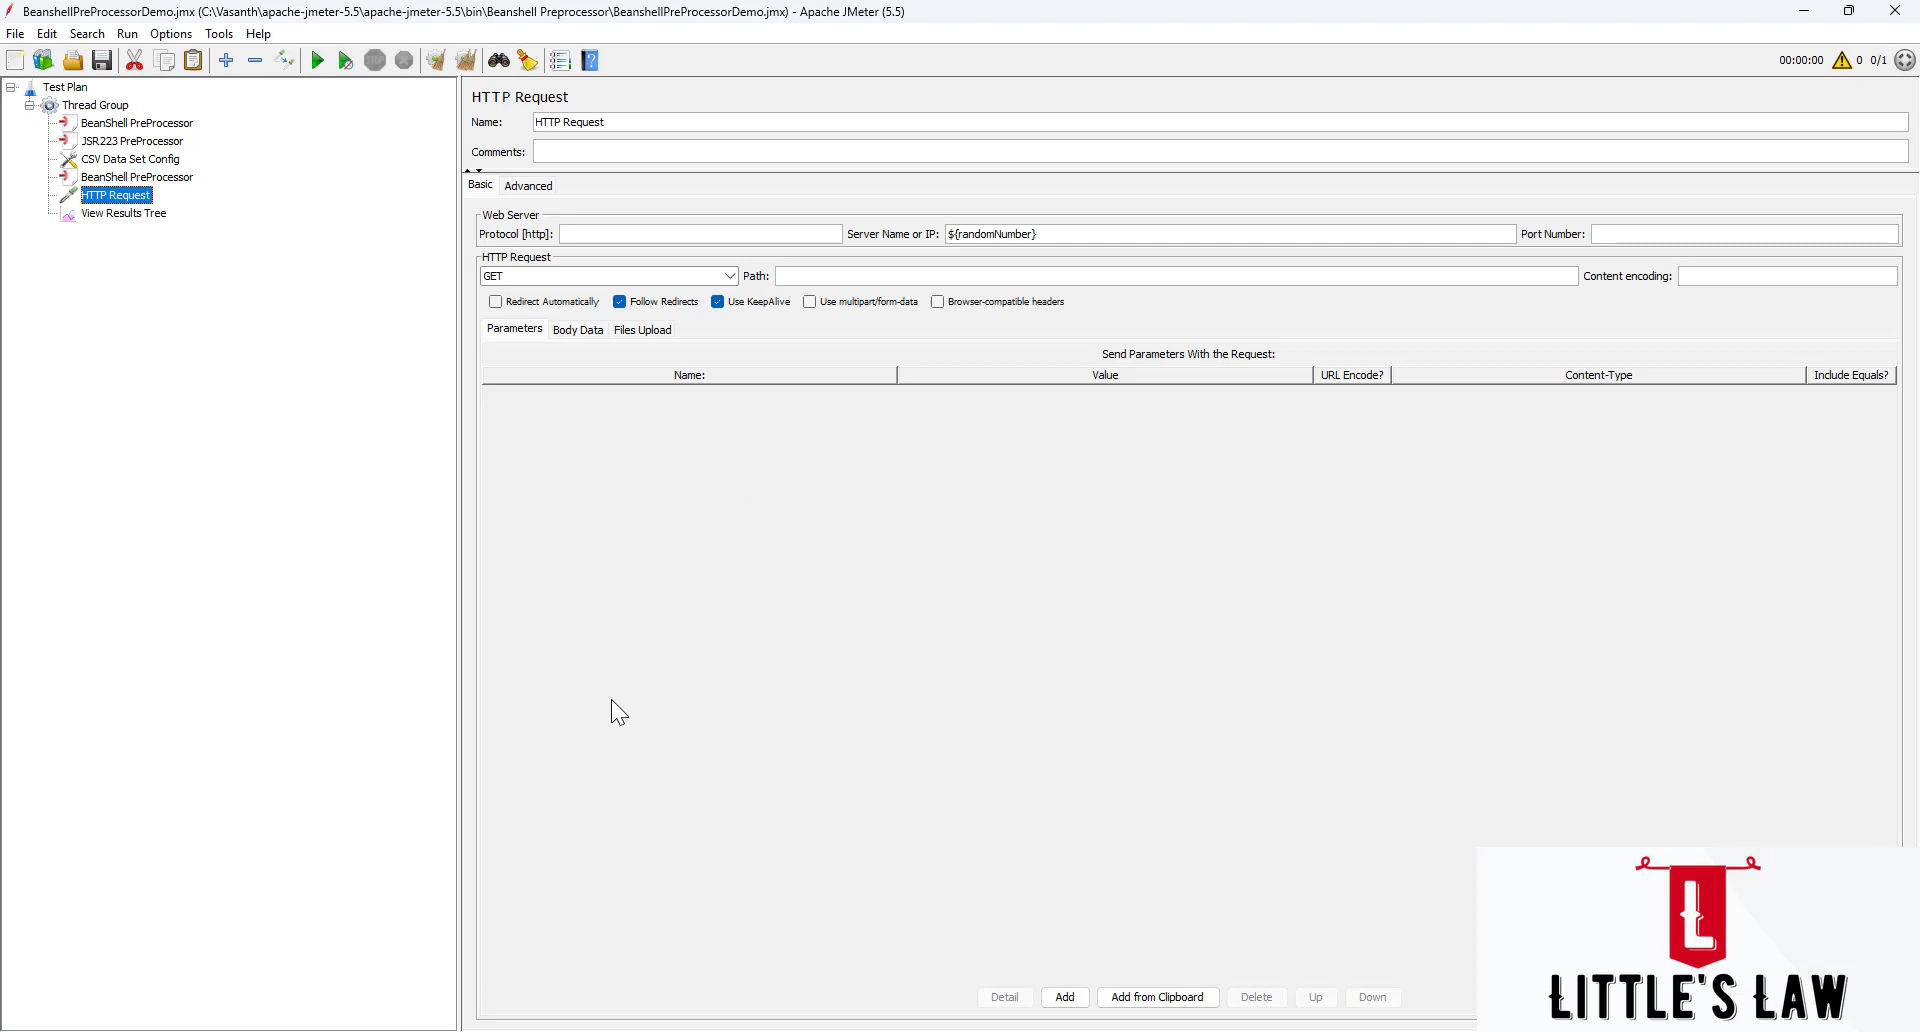 BeanshellPreProcessorDemo.jmx (C:\Vasanth\apache-jmeter-5.5\apache-jmeter-5.5\bin\Beanshell Preprocessor\BeanshellPreProcessorDemo.jmx) - Apache JMeter (5.5)
File Edit Search Run Options Tools Help
00:00:00 0 0/1
Test Plan
Thread Group
BeanShell PreProcessor
JSR223 PreProcessor
CSV Data Set Config
BeanShell PreProcessor
HTTP Request
View Results Tree
HTTP Request
Name: HTTP Request
Comments:
Basic Advanced
Web Server
Protocol [http]: Server Name or IP: ${randomNumber} Port Number:
HTTP Request
GET Path: Content encoding:
Redirect Automatically Follow Redirects Use KeepAlive Use multipart/form-data Browser-compatible headers
Parameters Body Data Files Upload
Send Parameters With the Request:
Name: Value URL Encode? Content-Type Include Equals?
Detail Add Add from Clipboard Delete Up Down
L
LITTLE'S LAW